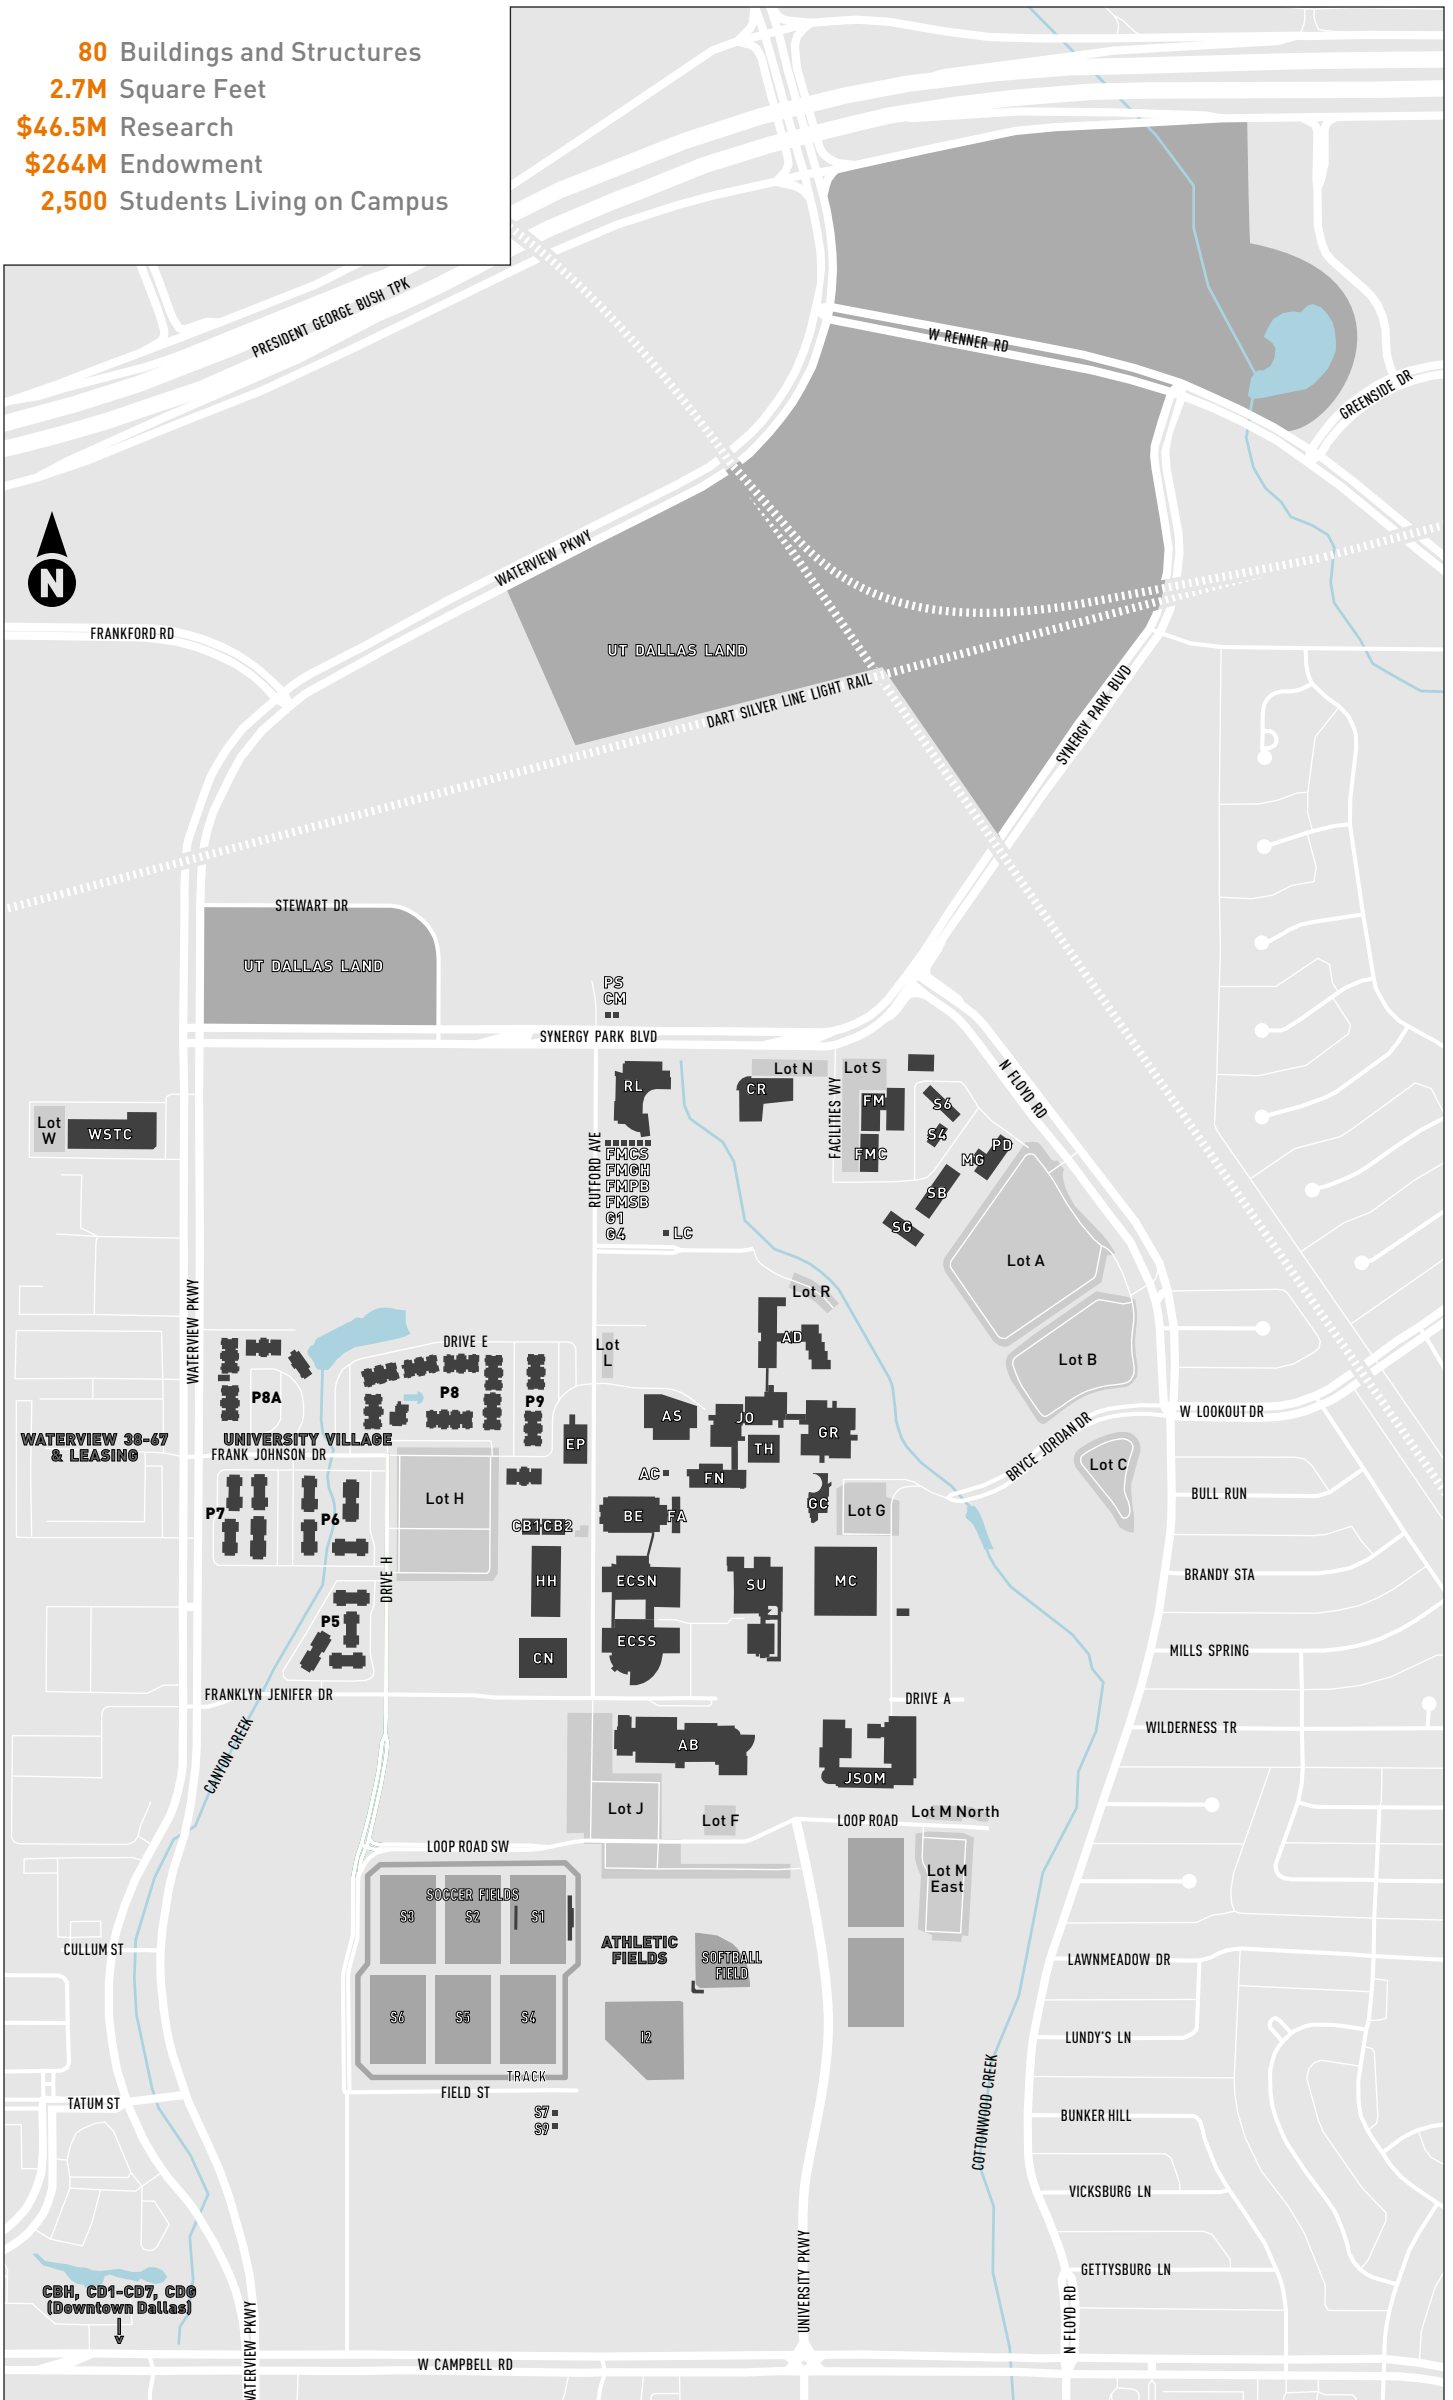 80 Buildings and Structures
2.7M Square Feet
$46.5M Research
$264M Endowment
2,500 Students Living on Campus
PRESIDENT GEORGE BUSH TPK
W RENNER RD
GREENSIDE DR
WATERVIEW PKWY
N
FRANKFORD RD
UT DALLAS LAND
DART SILVER LINE LIGHT RAIL
SYNERGY PARK BLVD
STEWART DR
UT DALLAS LAND
PS
CM
SYNERGY PARK BLVD
N FLOYD RD
Lot N
Lot S
RL
CR
FM
S6
FACILITIES WY
Lot
W
WSTC
S4
PD
MG
FMC
RUTFORD AVE
FMCS
FMGH
FMPB
FMSB
G1
G4
LC
SB
SG
Lot A
Lot R
WATERVIEW PKWY
DRIVE E
Lot
L
AD
Lot B
P8A
P8
P9
AS
JO
GR
W LOOKOUT DR
WATERVIEW 38-67
& LEASING
UNIVERSITY VILLAGE
FRANK JOHNSON DR
EP
TH
BRYCE JORDAN DR
Lot C
AC
FN
Lot H
GC
Lot G
BULL RUN
P7
P6
CB1
CB2
BE
FA
DRIVE H
HH
ECSN
SU
MC
BRANDY STA
P5
CN
ECSS
MILLS SPRING
FRANKLYN JENIFER DR
DRIVE A
CANYON CREEK
AB
WILDERNESS TR
JSOM
Lot J
Lot F
LOOP ROAD
Lot M North
LOOP ROAD SW
Lot M
East
SOCCER FIELDS
S3
S2
S1
ATHLETIC
FIELDS
SOFTBALL
FIELD
CULLUM ST
LAWNMEADOW DR
S6
S5
S4
I2
LUNDY'S LN
TRACK
FIELD ST
TATUM ST
S7
S9
COTTONWOOD CREEK
BUNKER HILL
VICKSBURG LN
UNIVERSITY PKWY
GETTYSBURG LN
CBH, CD1-CD7, CDG
(Downtown Dallas)
WATERVIEW PKWY
N FLOYD RD
W CAMPBELL RD